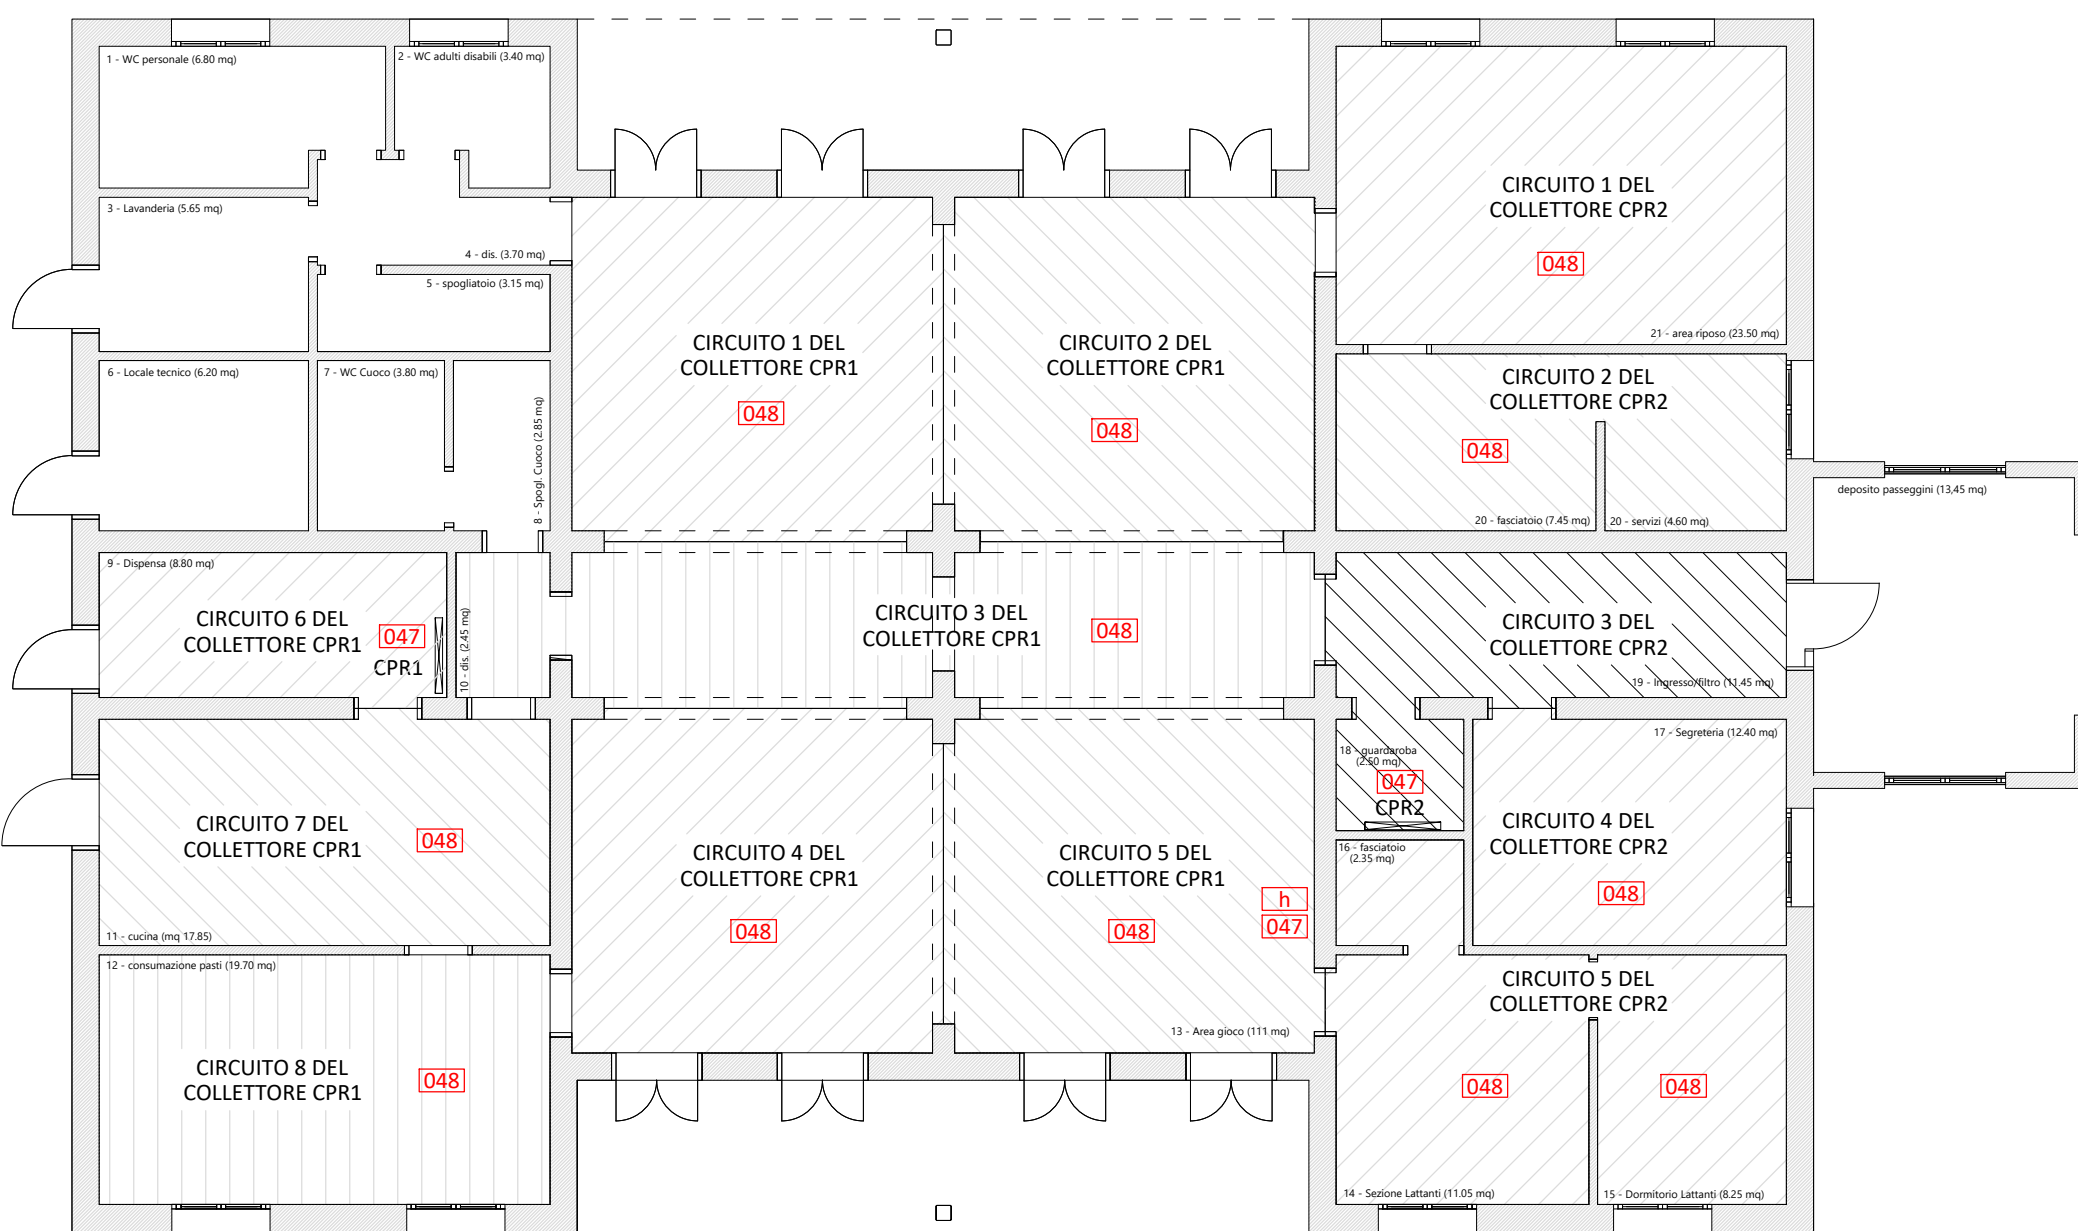 1 - WC personale (6.80 mq)
2 - WC adulti disabili (3.40 mq)
3 - Lavanderia (5.65 mq)
4 - dis. (3.70 mq)
5 - spogliatoio (3.15 mq)
6 - Locale tecnico (6.20 mq)
7 - WC Cuoco (3.80 mq)
8 - Spogl. Cuoco (2.85 mq)
CIRCUITO 1 DEL
COLLETTORE CPR1
048
CIRCUITO 2 DEL
COLLETTORE CPR1
048
CIRCUITO 1 DEL
COLLETTORE CPR2
048
21 - area riposo (23.50 mq)
CIRCUITO 2 DEL
COLLETTORE CPR2
048
20 - fasciatoio (7.45 mq)
20 - servizi (4.60 mq)
deposito passeggini (13,45 mq)
9 - Dispensa (8.80 mq)
CIRCUITO 6 DEL
COLLETTORE CPR1
047
CPR1
10 - dis. (2.45 mq)
CIRCUITO 3 DEL
COLLETTORE CPR1
048
CIRCUITO 3 DEL
COLLETTORE CPR2
19 - Ingresso/filtro (11.45 mq)
17 - Segreteria (12.40 mq)
18 - guardaroba
(2.50 mq)
047
CPR2
CIRCUITO 7 DEL
COLLETTORE CPR1
048
11 - cucina (mq 17.85)
CIRCUITO 4 DEL
COLLETTORE CPR1
048
CIRCUITO 5 DEL
COLLETTORE CPR1
048
h
047
13 - Area gioco (111 mq)
16 - fasciatoio
(2.35 mq)
CIRCUITO 4 DEL
COLLETTORE CPR2
048
12 - consumazione pasti (19.70 mq)
CIRCUITO 8 DEL
COLLETTORE CPR1
048
CIRCUITO 5 DEL
COLLETTORE CPR2
048
048
14 - Sezione Lattanti (11.05 mq)
15 - Dormitorio Lattanti (8.25 mq)